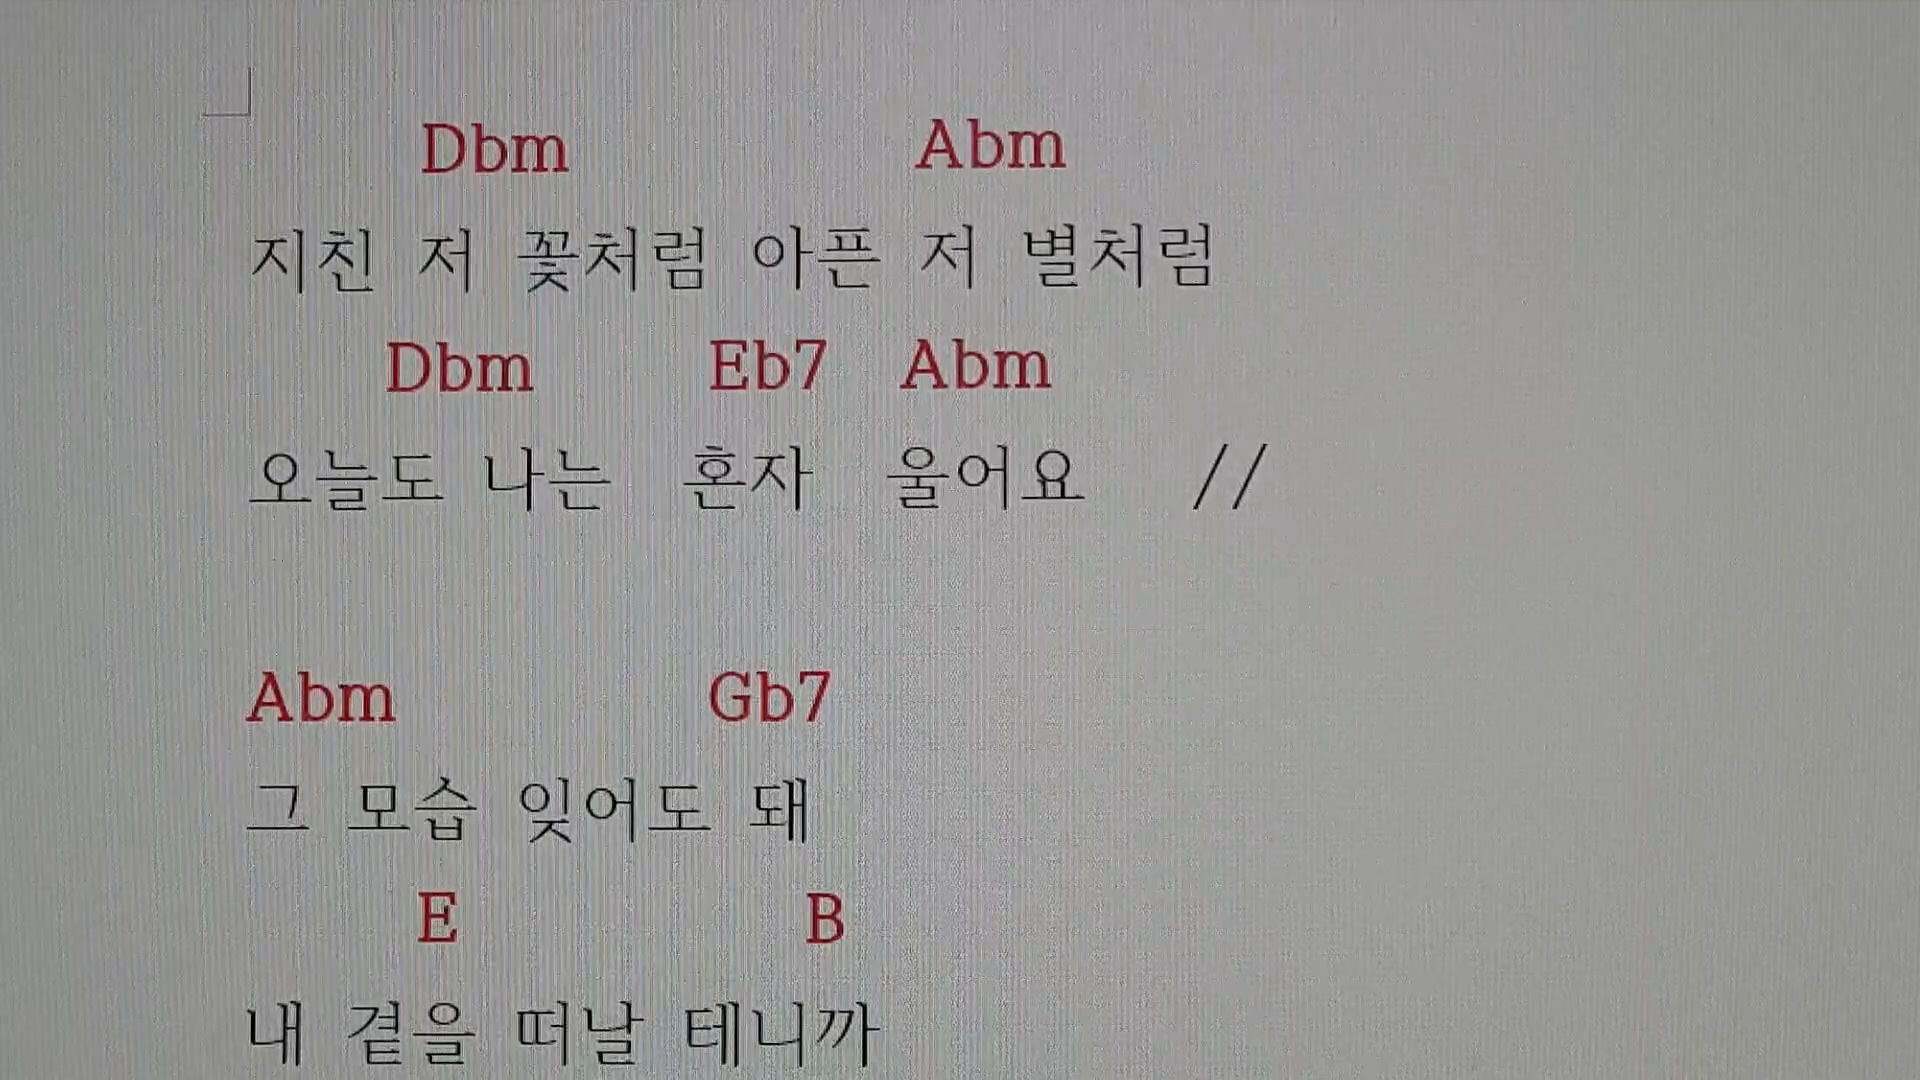 Dbm Abm
지친 저 꽃처럼 아픈 저 별처럼
Dbm Eb7 Abm
오늘도 나는 혼자 울어요 //
Abm Gb7
그 모습 잊어도 돼
E B
내 곁을 떠날 테니까